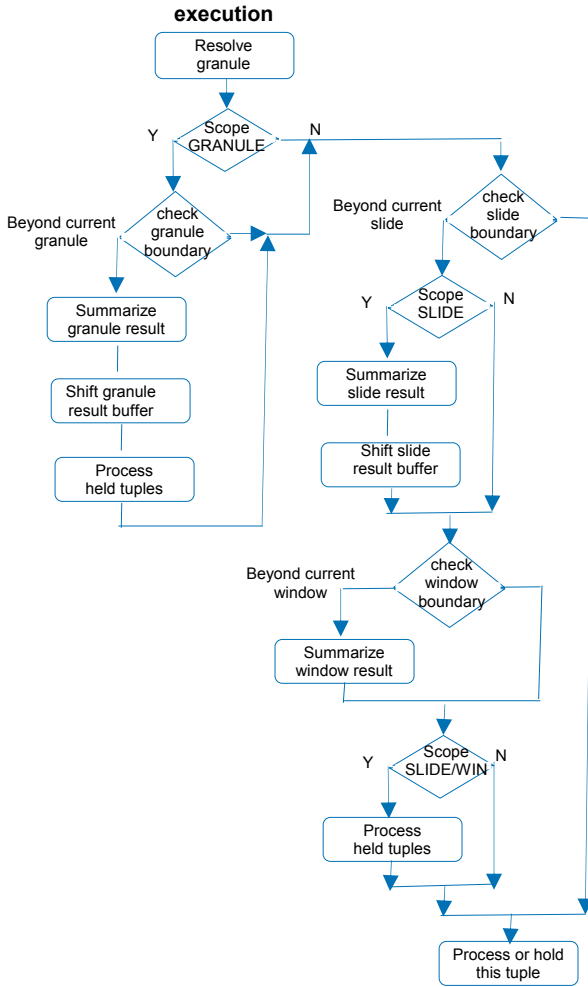 execution
Resolve
granule
Y
Scope
GRANULE
N
Beyond current
granule
check
granule
boundary
Summarize
granule result
Shift granule
result buffer
Process
held tuples
Beyond current
slide
check
slide
boundary
Y
Scope
SLIDE
N
Summarize
slide result
Shift slide
result buffer
Beyond current
window
check
window
boundary
Summarize
window result
Y
Scope
SLIDE/WIN
N
Process
held tuples
Process or hold
this tuple